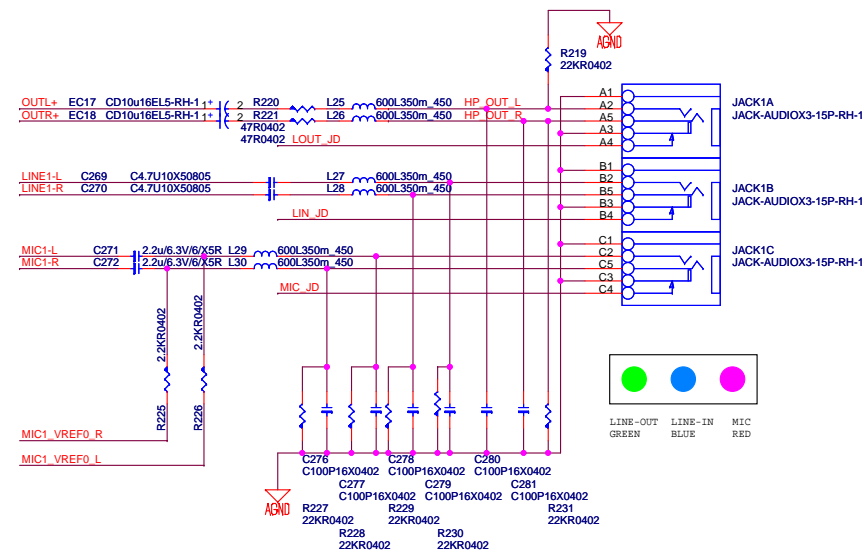 AGND
R219
22KR0402
OUTL+ EC17 CD10u16EL5-RH-1 1 + 2 R220 L25 600L350m_450 HP_OUT_L
OUTR+ EC18 CD10u16EL5-RH-1 1 + 2 R221 L26 600L350m_450 HP_OUT_R
47R0402
47R0402 LOUT_JD
A1
A2
A5
A3
A4
JACK1A
JACK-AUDIOX3-15P-RH-1
LINE1-L C269 C4.7U10X50805 L27 600L350m_450
LINE1-R C270 C4.7U10X50805 L28 600L350m_450
LIN_JD
B1
B2
B5
B3
B4
JACK1B
JACK-AUDIOX3-15P-RH-1
MIC1-L C271 2.2u/6.3V/6/X5R L29 600L350m_450
MIC1-R C272 2.2u/6.3V/6/X5R L30 600L350m_450
MIC_JD
C1
C2
C5
C3
C4
JACK1C
JACK-AUDIOX3-15P-RH-1
2.2KR0402
2.2KR0402
R225
R226
MIC1_VREF0_R
MIC1_VREF0_L
LINE-OUT LINE-IN MIC
GREEN BLUE RED
C276 C278 C280
C100P16X0402 C100P16X0402 C100P16X0402
C277 C279 C281
C100P16X0402 C100P16X0402 C100P16X0402
AGND
R227 R229 R231
22KR0402 22KR0402 22KR0402
R228 R230
22KR0402 22KR0402